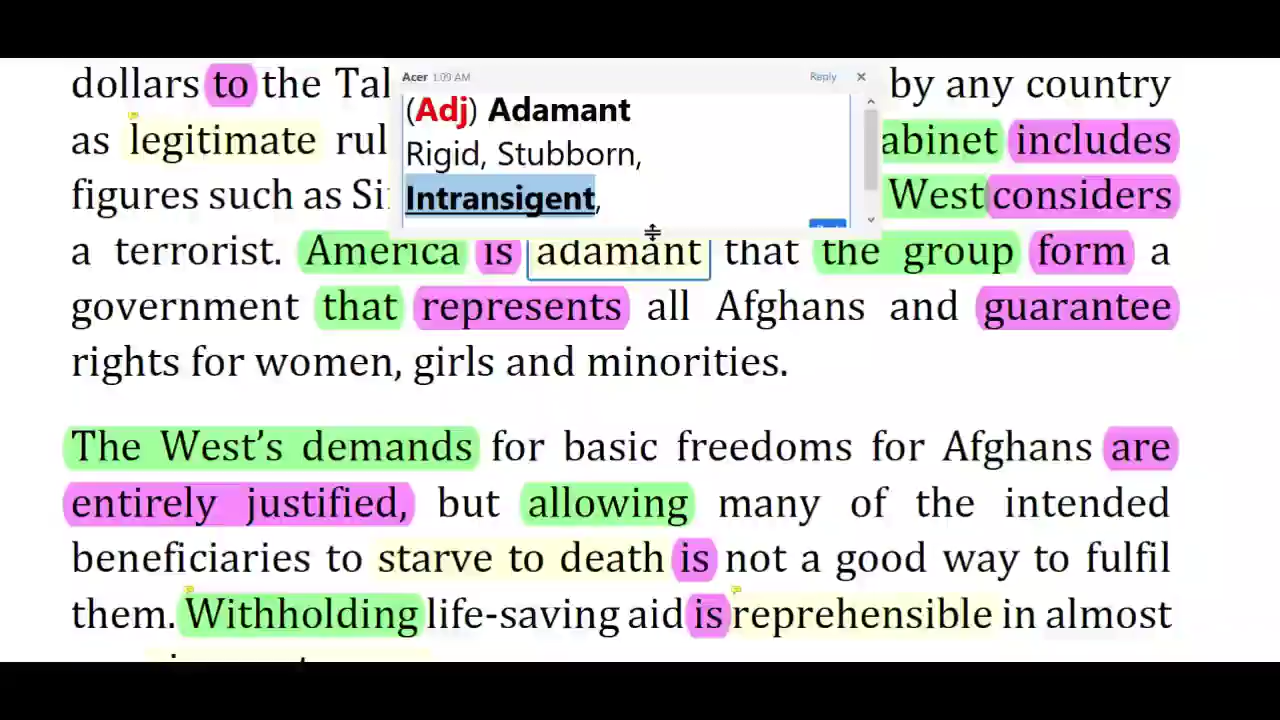 dollars to the Tal
by any country
Acer 1:09 AM
Reply
(Adj) Adamant
Rigid, Stubborn,
Intransigent,
as legitimate rul
abinet includes
figures such as Si
West considers
a terrorist. America is adamant that the group form a
government that represents all Afghans and guarantee
rights for women, girls and minorities.
The West’s demands for basic freedoms for Afghans are
entirely justified, but allowing many of the intended
beneficiaries to starve to death is not a good way to fulfil
them. Withholding life-saving aid is reprehensible in almost